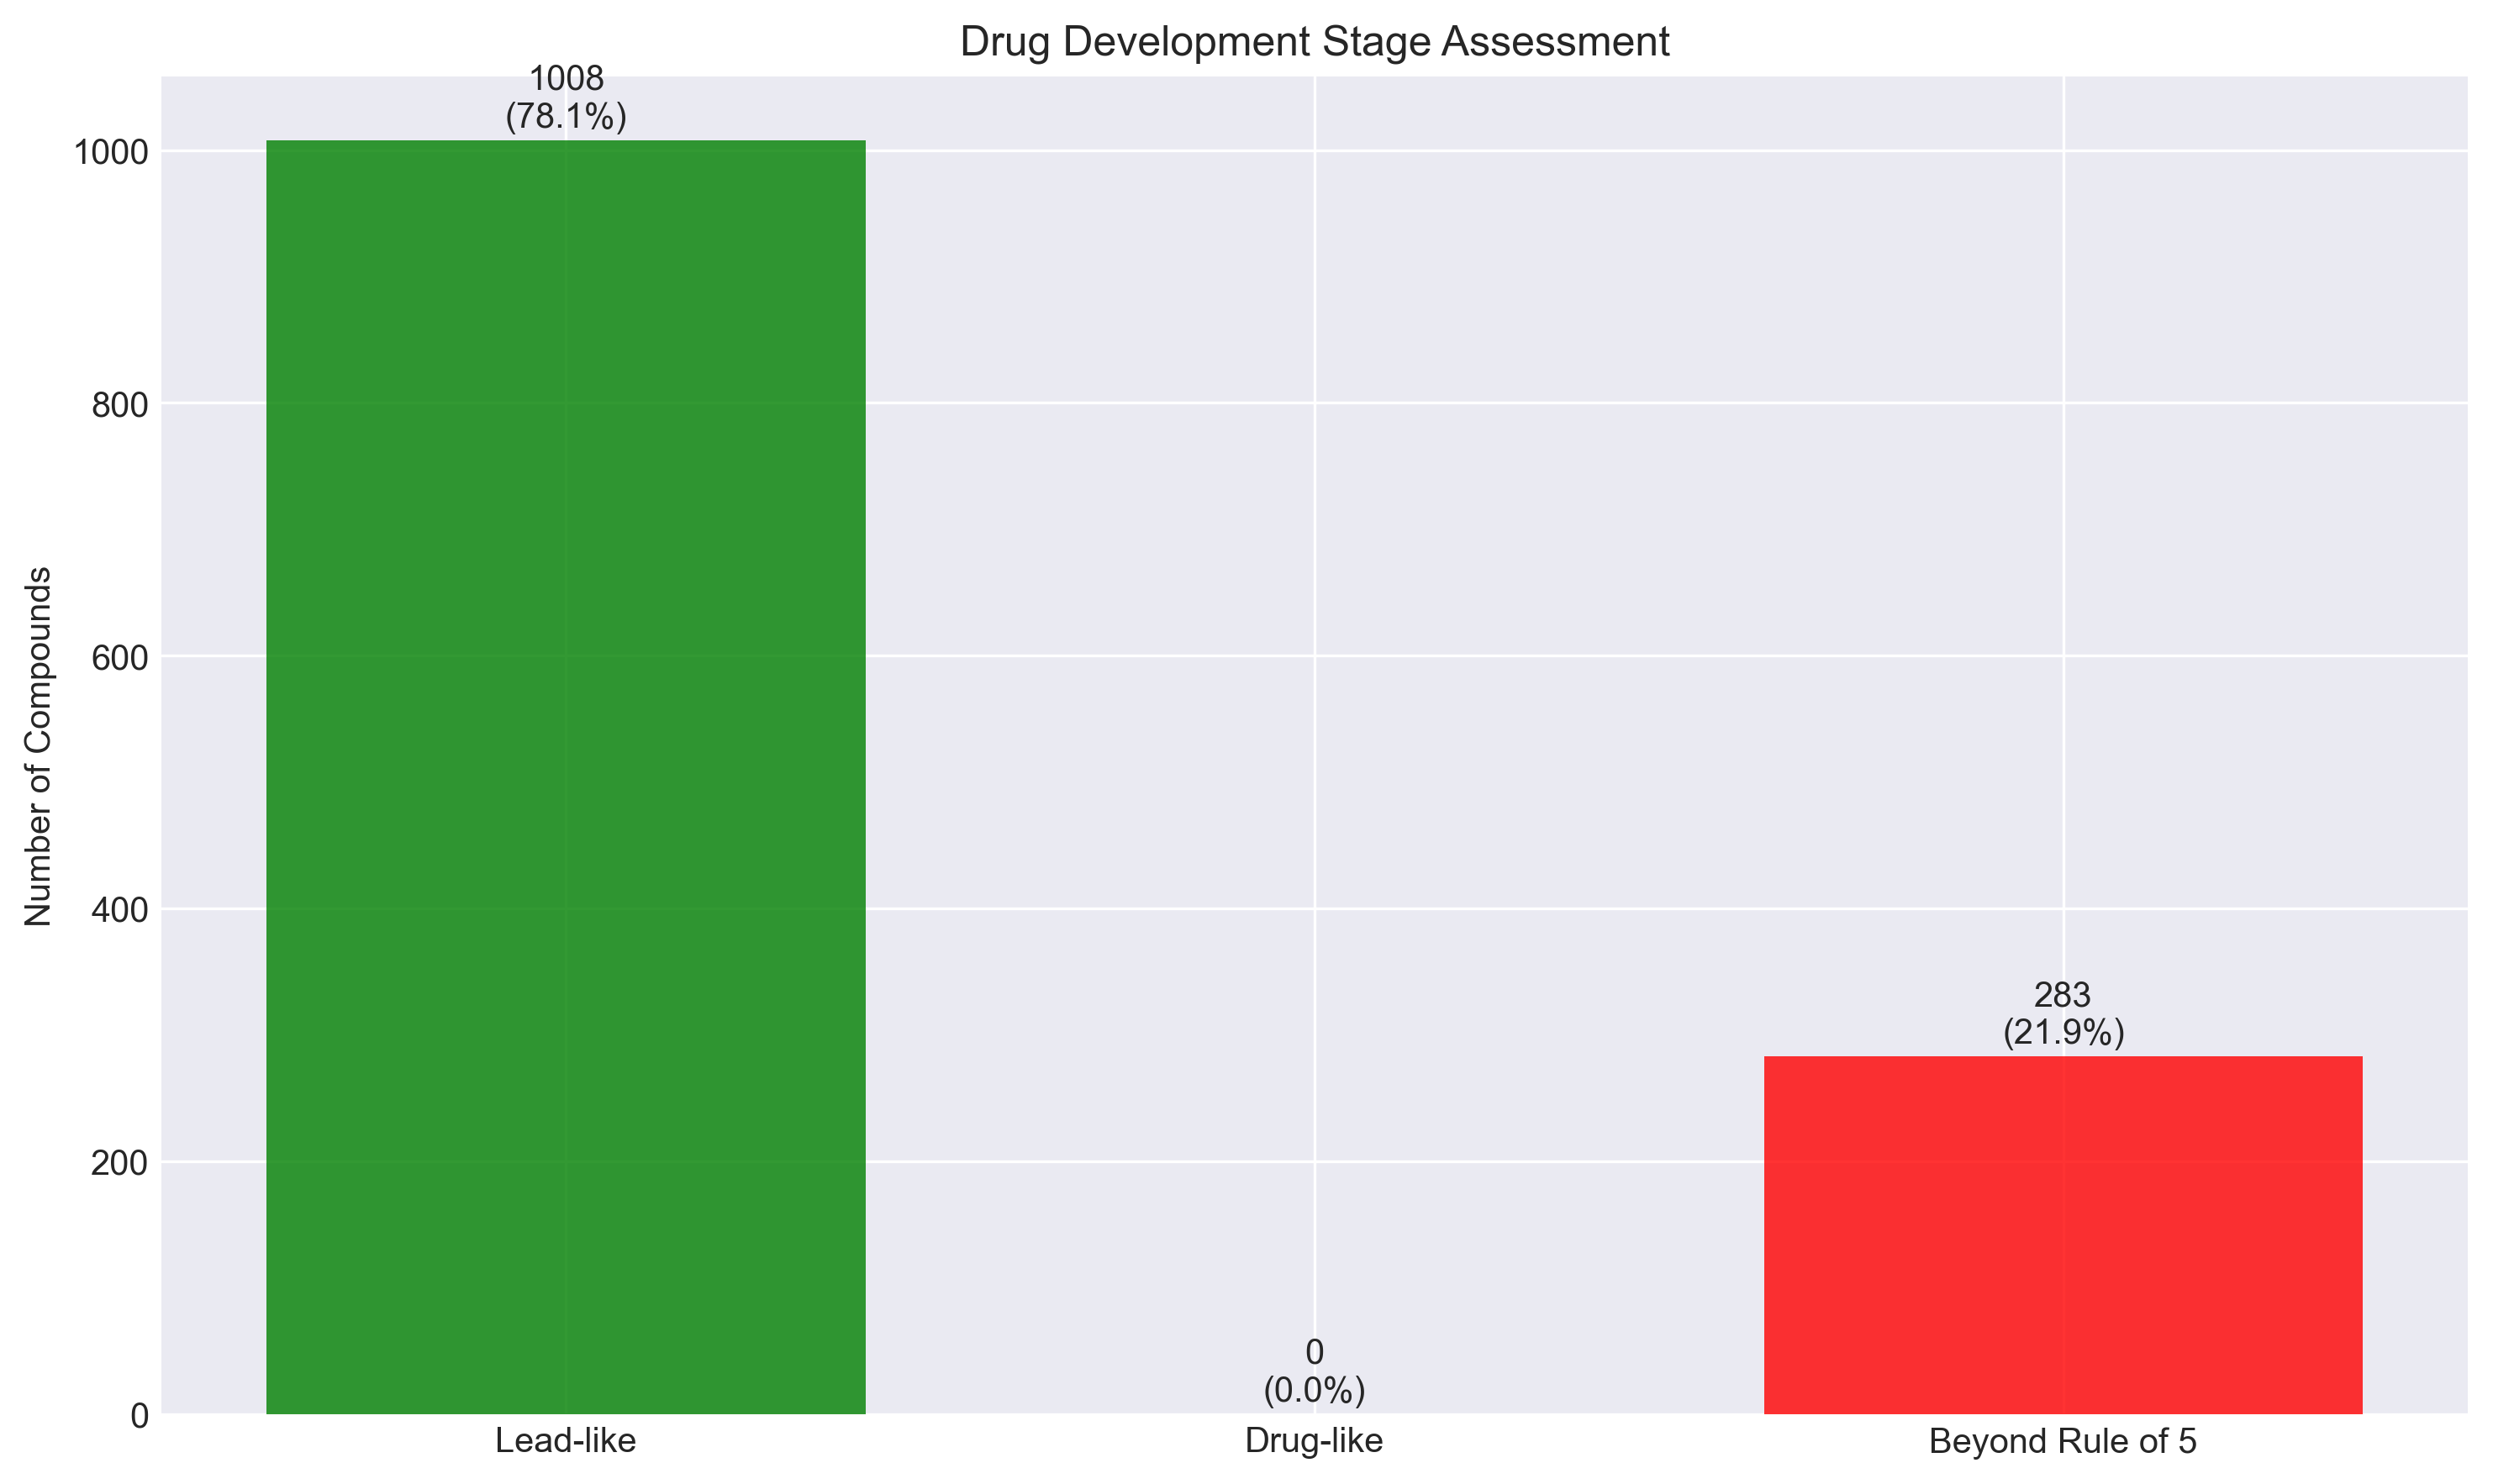 Drug Development Stage Assessment
1008
(78.1%)
1000
800
600
400
200
0
Number of Compounds
283
(21.9%)
0
(0.0%)
Lead-like
Drug-like
Beyond Rule of 5